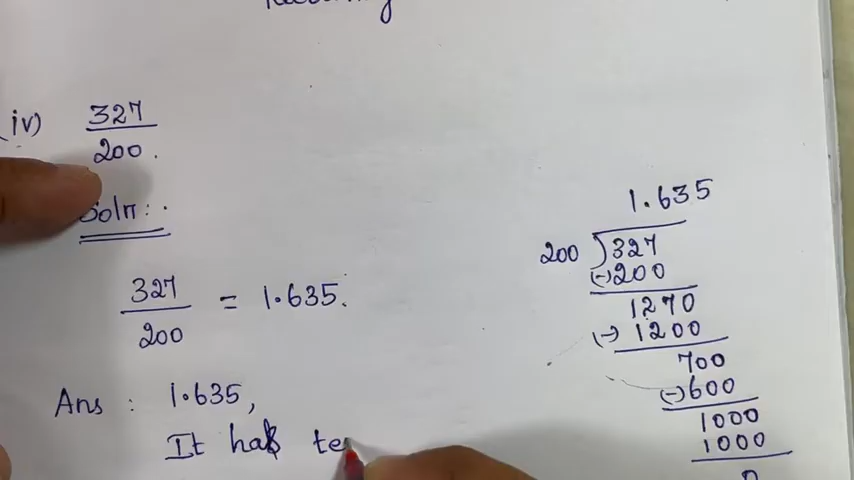 (iv) 327/200.
Soln:.
327/200 = 1.635.
Ans : 1.635,
It has te
1.635
200 )327
(-)200
1270
(-) 1200
700
(-)600
1000
1000
0